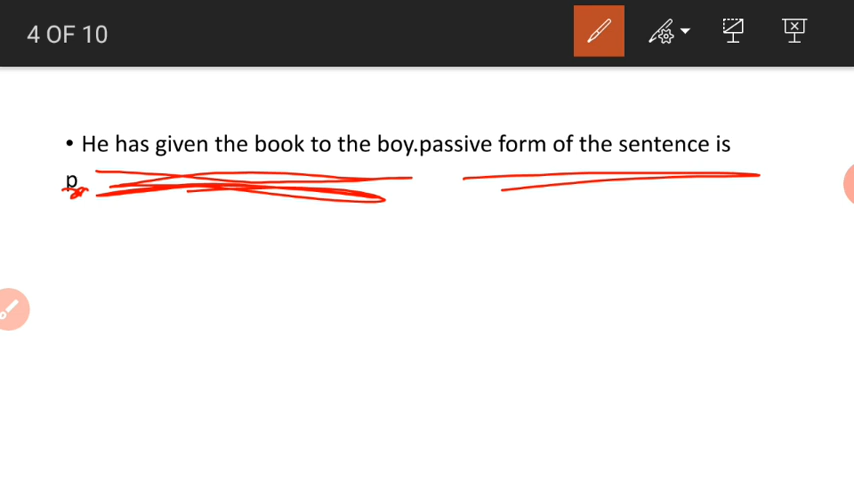 4 OF 10
• He has given the book to the boy.passive form of the sentence is
p